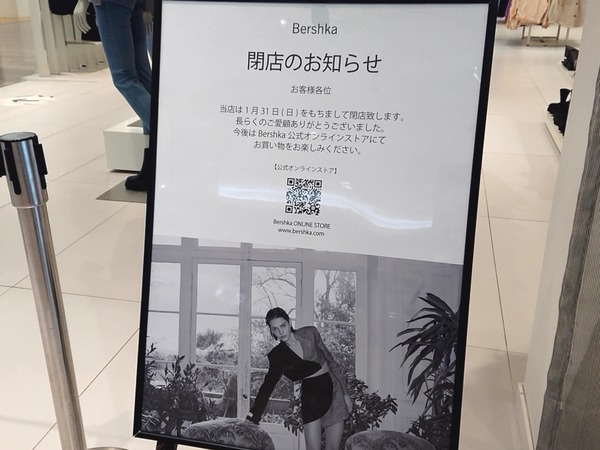 Bershka
閉店のお知らせ
お客様各位
当店は1月31日(日)をもちまして閉店致します。
長らくのご愛顧ありがとうございました。
今後は Bershka 公式オンラインストアにて
お買い物をお楽しみください。
【公式オンラインストア】
Bershka ONLINE STORE
www.bershka.com